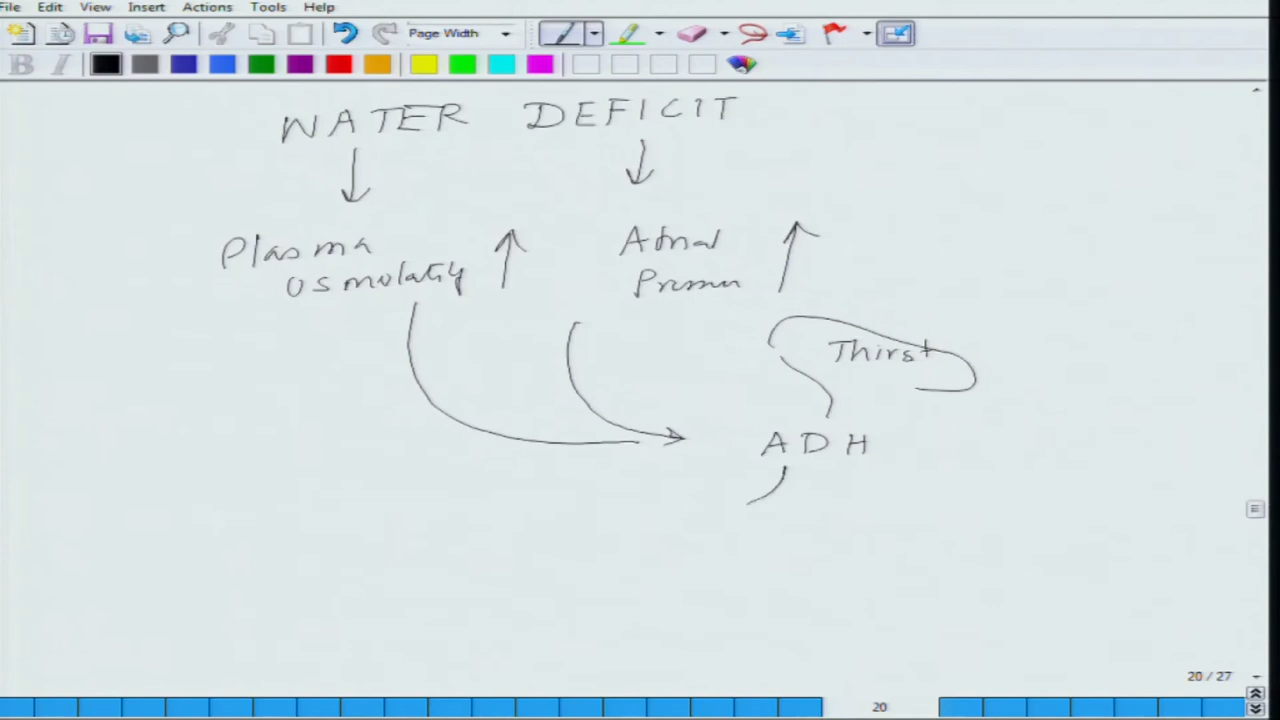 File Edit View Insert Actions Tools Help
Page Width
B I
WATER DEFICIT
Plasma Atrial
osmolatity Pressure
Thirst
ADH
20 / 27
20